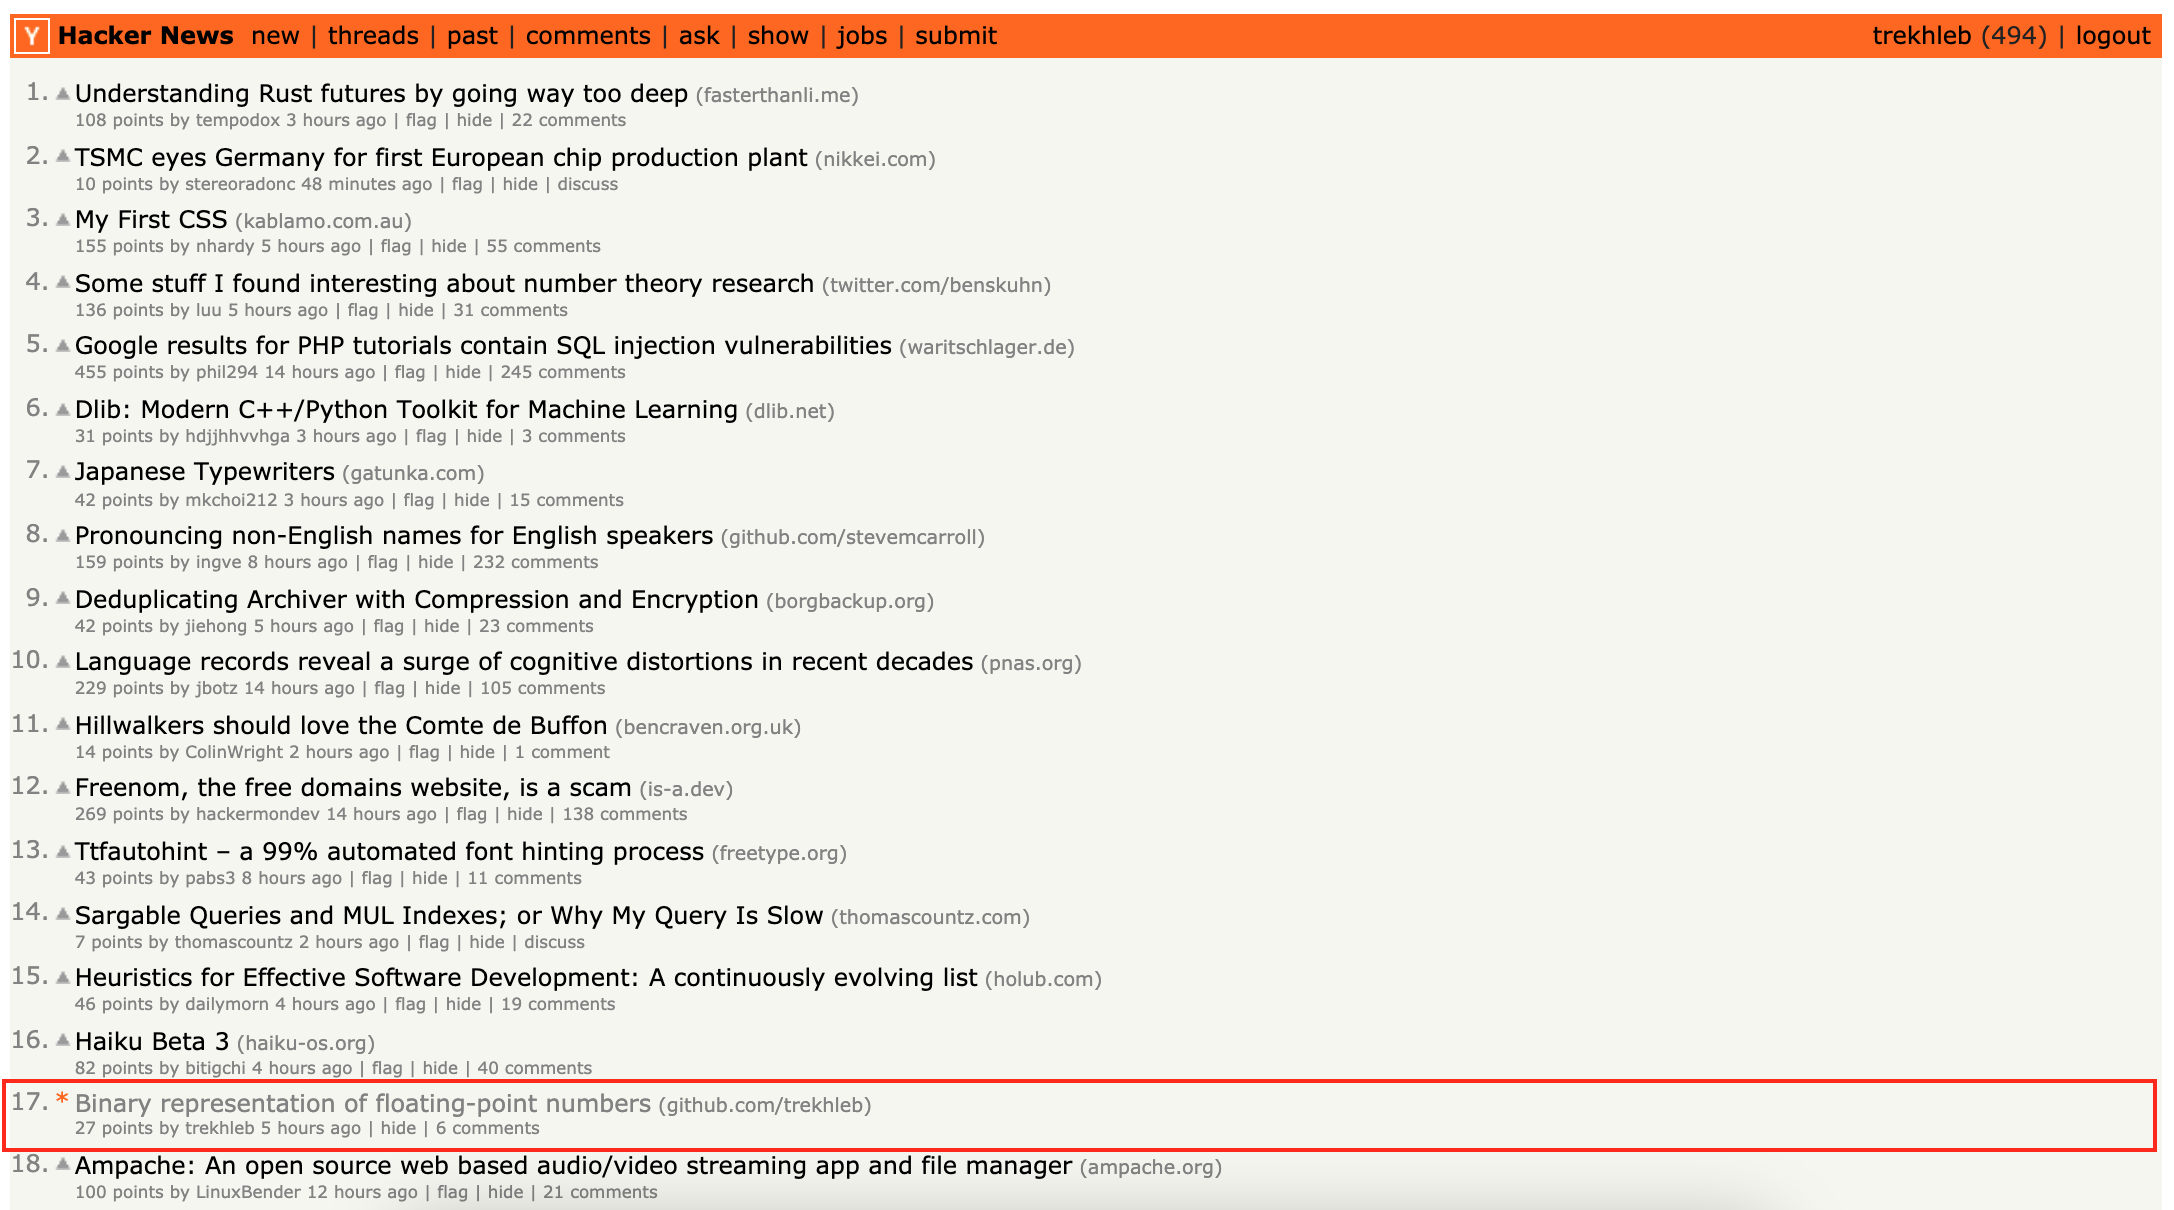 Y Hacker News new | threads | past | comments | ask | show | jobs | submit trekhleb (494) | logout
1. Understanding Rust futures by going way too deep (fasterthanli.me)
108 points by tempodox 3 hours ago | flag | hide | 22 comments
2. TSMC eyes Germany for first European chip production plant (nikkei.com)
10 points by stereoradonc 48 minutes ago | flag | hide | discuss
3. My First CSS (kablamo.com.au)
155 points by nhardy 5 hours ago | flag | hide | 55 comments
4. Some stuff I found interesting about number theory research (twitter.com/benskuhn)
136 points by luu 5 hours ago | flag | hide | 31 comments
5. Google results for PHP tutorials contain SQL injection vulnerabilities (waritschlager.de)
455 points by phil294 14 hours ago | flag | hide | 245 comments
6. Dlib: Modern C++/Python Toolkit for Machine Learning (dlib.net)
31 points by hdjjhhvvhga 3 hours ago | flag | hide | 3 comments
7. Japanese Typewriters (gatunka.com)
42 points by mkchoi212 3 hours ago | flag | hide | 15 comments
8. Pronouncing non-English names for English speakers (github.com/stevemcarroll)
159 points by ingve 8 hours ago | flag | hide | 232 comments
9. Deduplicating Archiver with Compression and Encryption (borgbackup.org)
42 points by jiehong 5 hours ago | flag | hide | 23 comments
10. Language records reveal a surge of cognitive distortions in recent decades (pnas.org)
229 points by jbotz 14 hours ago | flag | hide | 105 comments
11. Hillwalkers should love the Comte de Buffon (bencraven.org.uk)
14 points by ColinWright 2 hours ago | flag | hide | 1 comment
12. Freenom, the free domains website, is a scam (is-a.dev)
269 points by hackermondev 14 hours ago | flag | hide | 138 comments
13. Ttfautohint – a 99% automated font hinting process (freetype.org)
43 points by pabs3 8 hours ago | flag | hide | 11 comments
14. Sargable Queries and MUL Indexes; or Why My Query Is Slow (thomascountz.com)
7 points by thomascountz 2 hours ago | flag | hide | discuss
15. Heuristics for Effective Software Development: A continuously evolving list (holub.com)
46 points by dailymorn 4 hours ago | flag | hide | 19 comments
16. Haiku Beta 3 (haiku-os.org)
82 points by bitigchi 4 hours ago | flag | hide | 40 comments
17. * Binary representation of floating-point numbers (github.com/trekhleb)
27 points by trekhleb 5 hours ago | hide | 6 comments
18. Ampache: An open source web based audio/video streaming app and file manager (ampache.org)
100 points by LinuxBender 12 hours ago | flag | hide | 21 comments